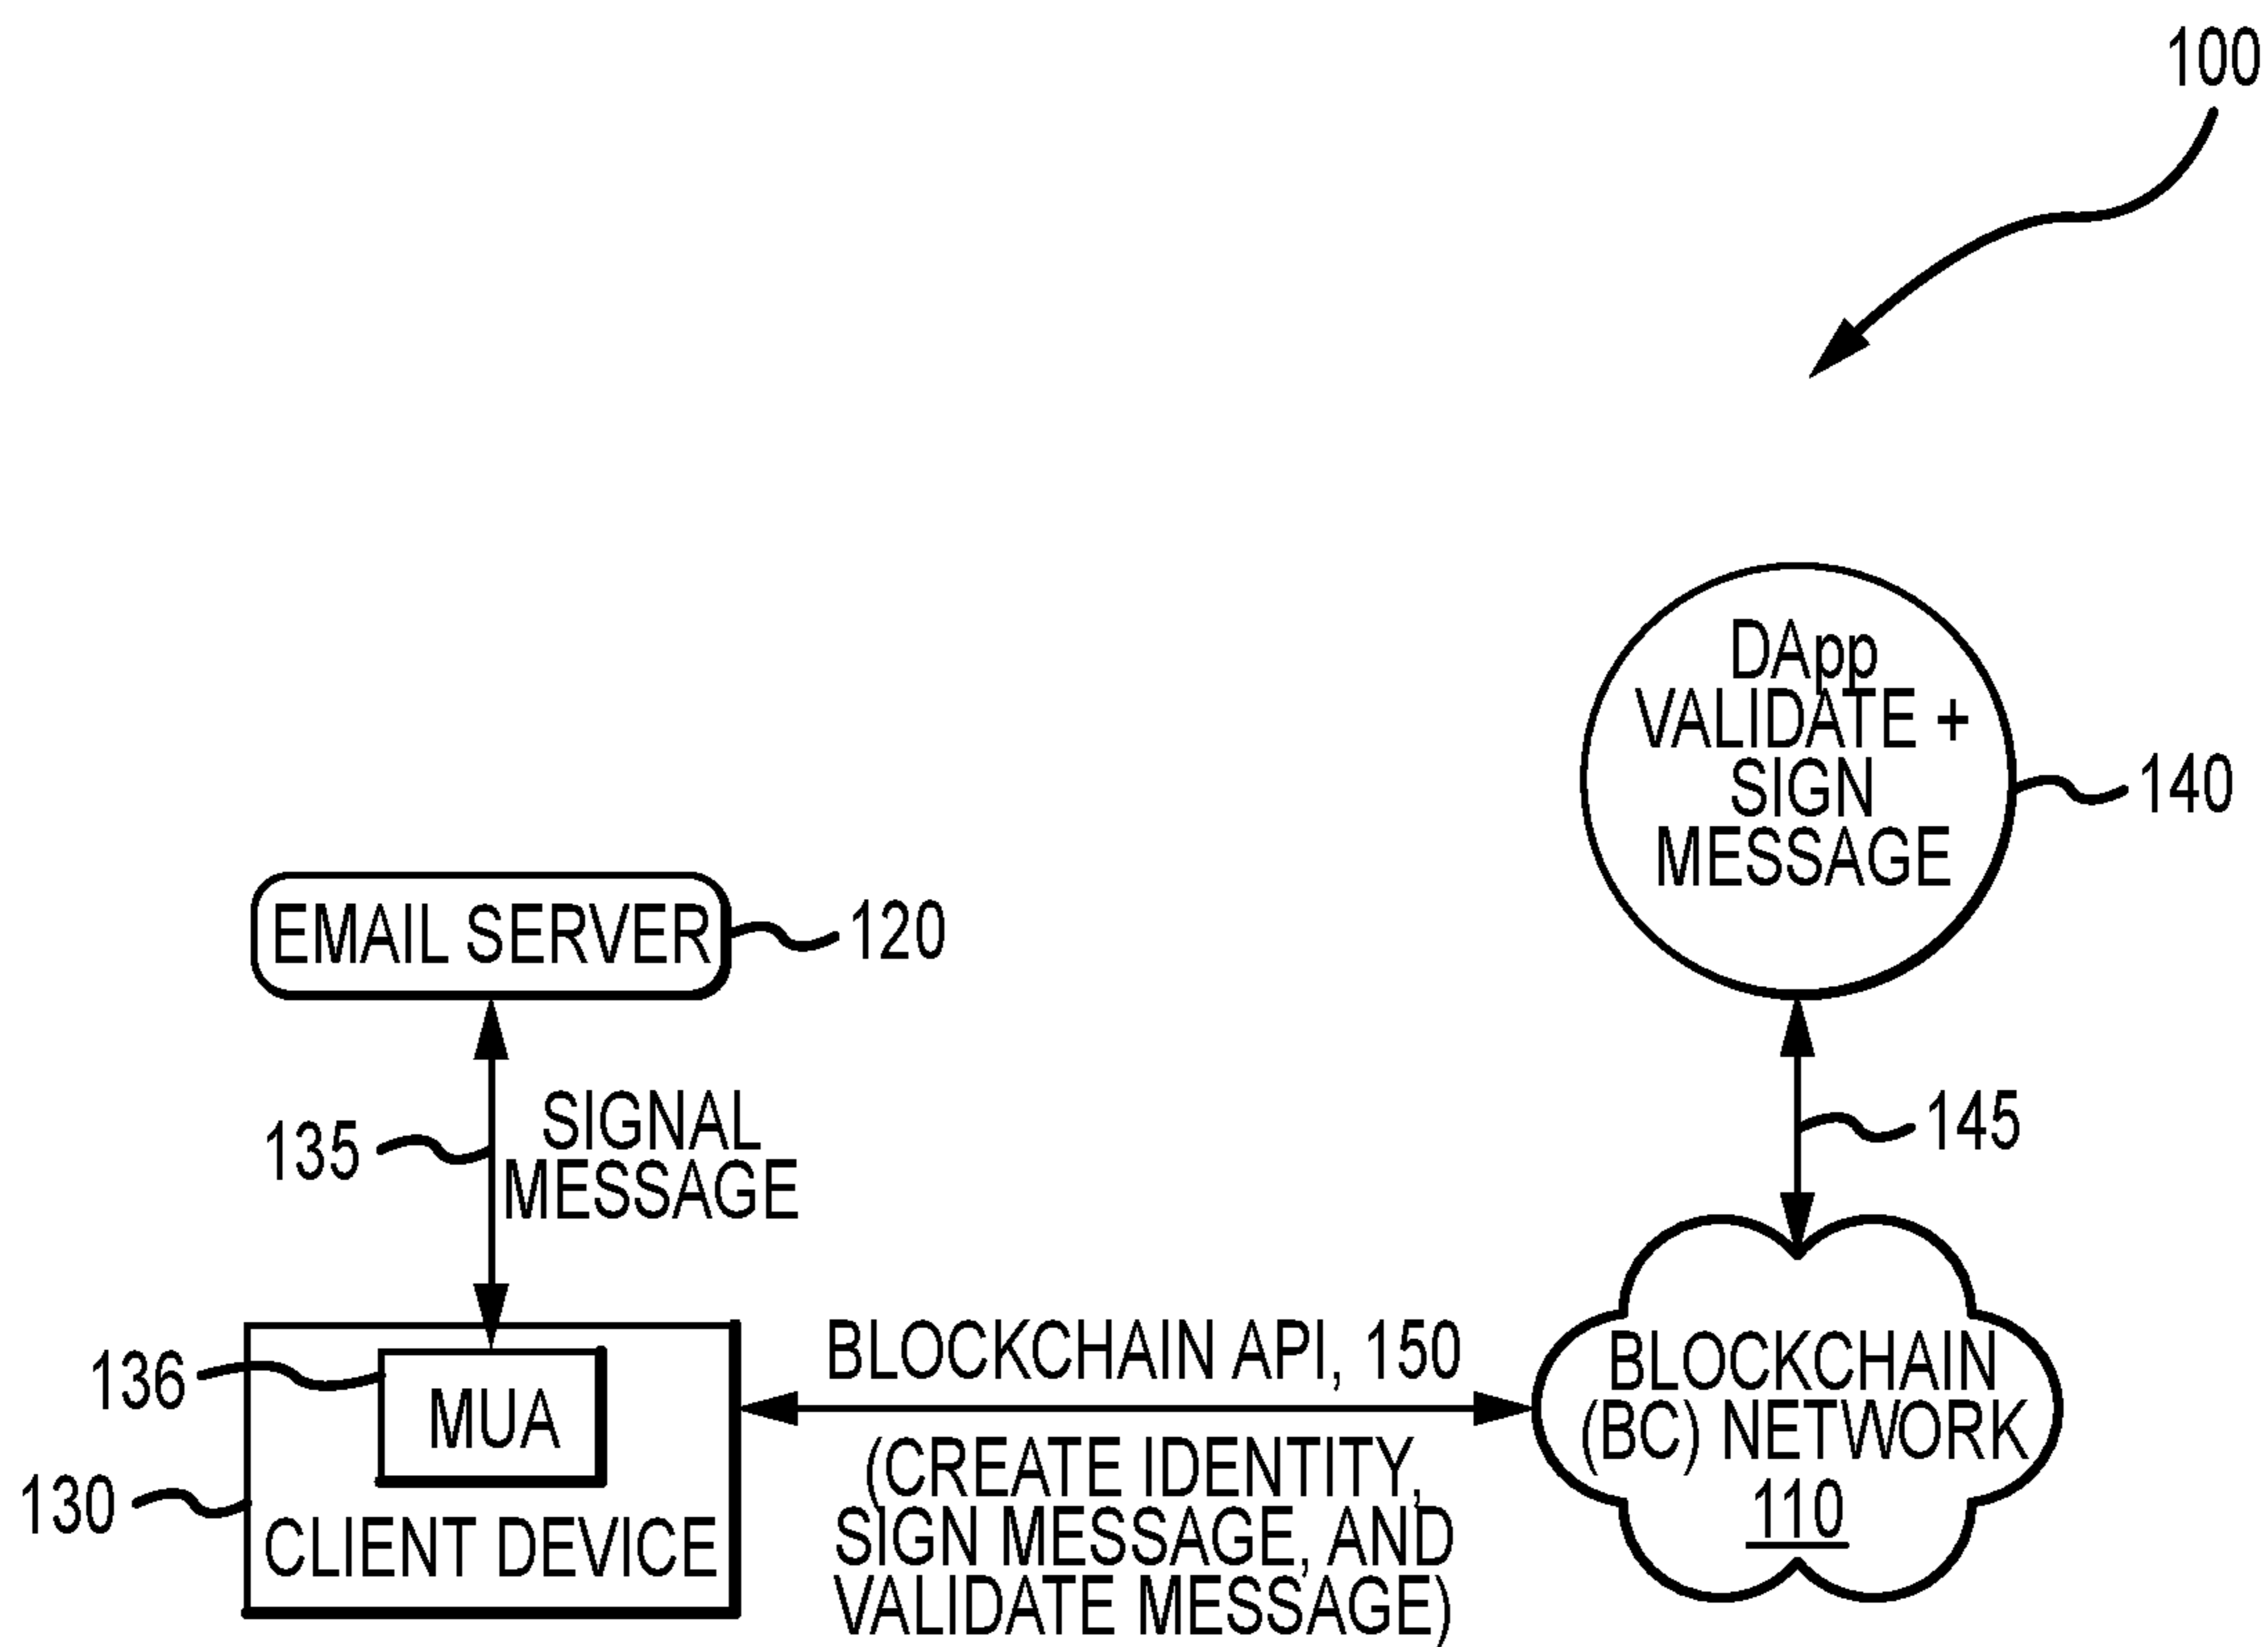 100
DApp
VALIDATE +
SIGN
MESSAGE
140
EMAIL SERVER
120
135
SIGNAL
MESSAGE
145
136
MUA
130
CLIENT DEVICE
BLOCKCHAIN API, 150
(CREATE IDENTITY,
SIGN MESSAGE, AND
VALIDATE MESSAGE)
BLOCKCHAIN
(BC) NETWORK
110